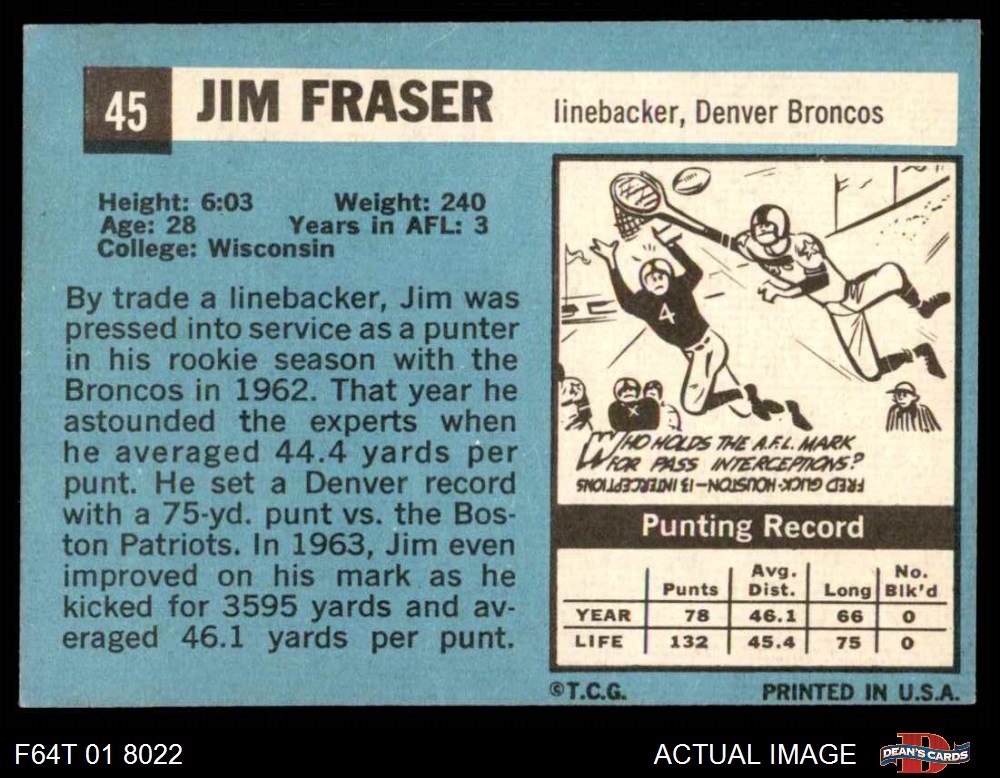 45
JIM FRASER
linebacker, Denver Broncos
Height: 6:03 Weight: 240
Age: 28 Years in AFL: 3
College: Wisconsin
By trade a linebacker, Jim was
pressed into service as a punter
in his rookie season with the
Broncos in 1962. That year he
astounded the experts when
he averaged 44.4 yards per
punt. He set a Denver record
with a 75-yd. punt vs. the Bos-
ton Patriots. In 1963, Jim even
improved on his mark as he
kicked for 3595 yards and av-
eraged 46.1 yards per punt.
4
X
WHO HOLDS THE A.F.L. MARK
FOR PASS INTERCEPTIONS?
FRED GLICK-HOUSTON-13 INTERCEPTIONS
Punting Record
Punts Avg. Dist. Long No. Blk'd
YEAR 78 46.1 66 0
LIFE 132 45.4 75 0
©T.C.G. PRINTED IN U.S.A.
F64T 01 8022
ACTUAL IMAGE
D
DEAN'S CARDS